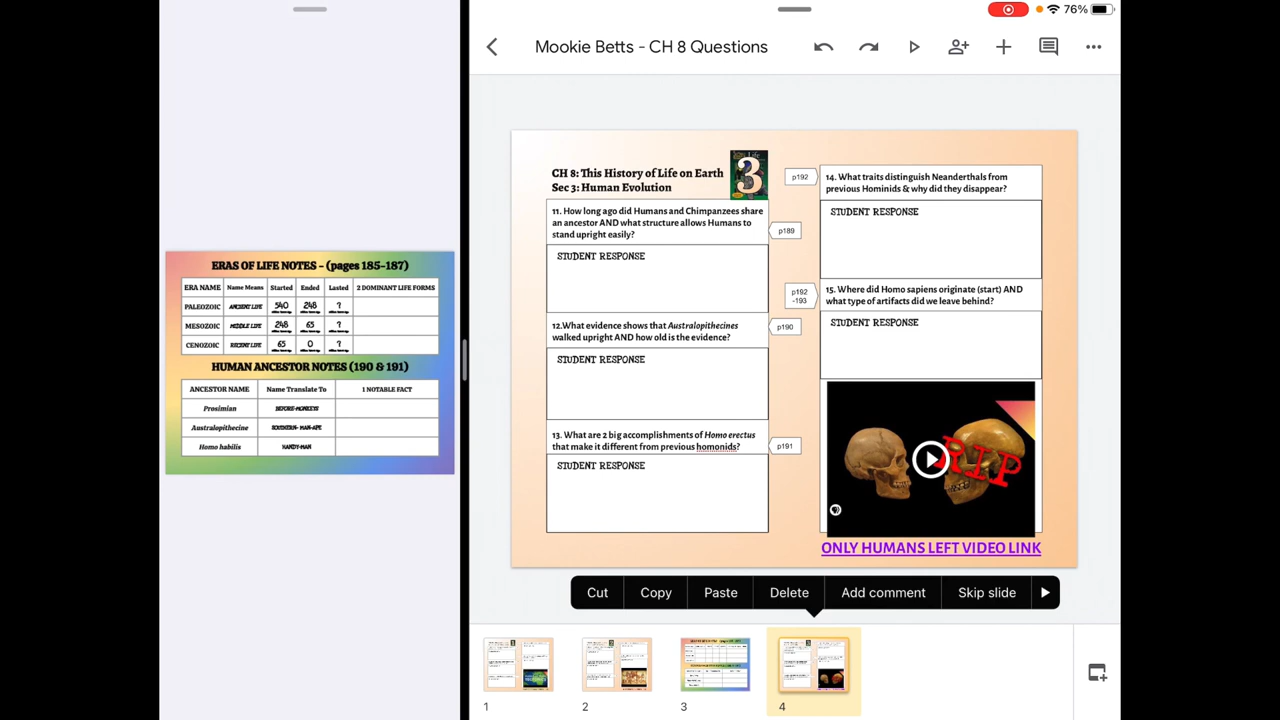 76%
Mookie Betts - CH 8 Questions
ERAS OF LIFE NOTES - (pages 185-187)
ERA NAME Name Means Started Ended Lasted 2 DOMINANT LIFE FORMS
PALEOZOIC ANCIENT LIFE 540 248 ?
MESOZOIC MIDDLE LIFE 248 65 ?
CENOZOIC RECENT LIFE 65 0 ?
HUMAN ANCESTOR NOTES (190 & 191)
ANCESTOR NAME Name Translate To 1 NOTABLE FACT
Prosimian BEFORE-MONKEYS
Australopithecine SOUTHERN- MAN-APE
Homo habilis HANDY-MAN
CH 8: This History of Life on Earth
Sec 3: Human Evolution
3
11. How long ago did Humans and Chimpanzees share
an ancestor AND what structure allows Humans to
stand upright easily?
p189
STUDENT RESPONSE
12.What evidence shows that Australopithecines
walked upright AND how old is the evidence?
p190
STUDENT RESPONSE
13. What are 2 big accomplishments of Homo erectus
that make it different from previous homonids?
p191
STUDENT RESPONSE
p192
14. What traits distinguish Neanderthals from
previous Hominids & why did they disappear?
STUDENT RESPONSE
p192
-193
15. Where did Homo sapiens originate (start) AND
what type of artifacts did we leave behind?
STUDENT RESPONSE
RIP
ONLY HUMANS LEFT VIDEO LINK
Cut Copy Paste Delete Add comment Skip slide
1 2 3 4